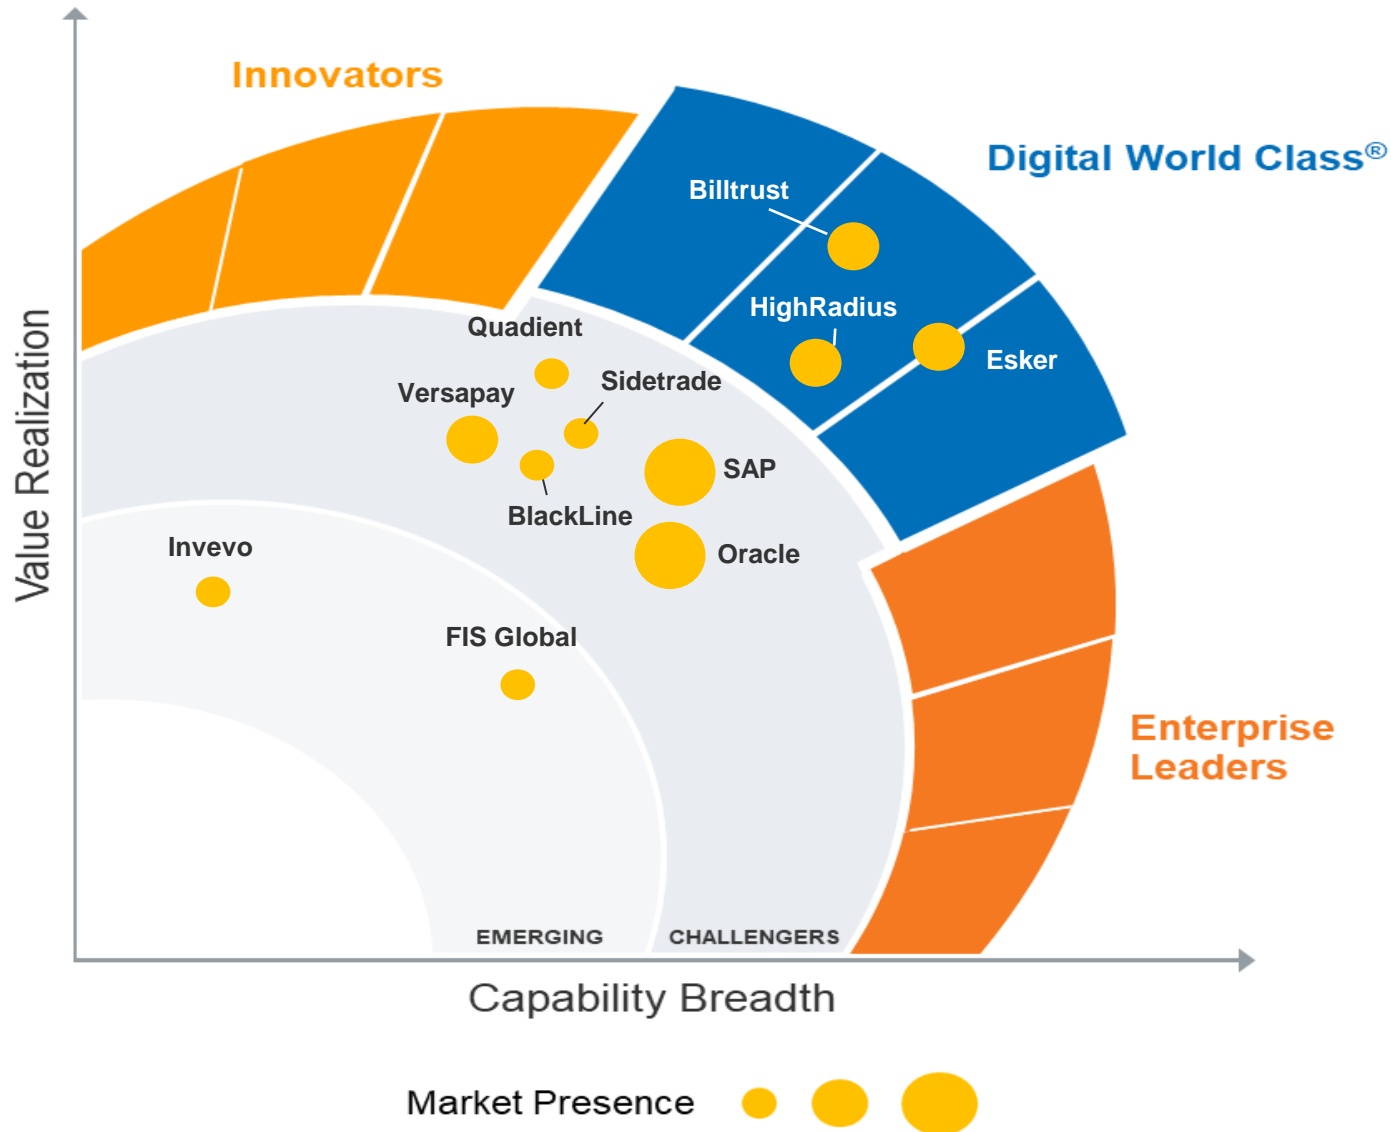 Innovators
Digital World Class®
Billtrust
HighRadius
Quadient
Esker
Sidetrade
Versapay
SAP
BlackLine
Invevo
Oracle
FIS Global
Enterprise
Leaders
EMERGING
CHALLENGERS
Value Realization
Capability Breadth
Market Presence